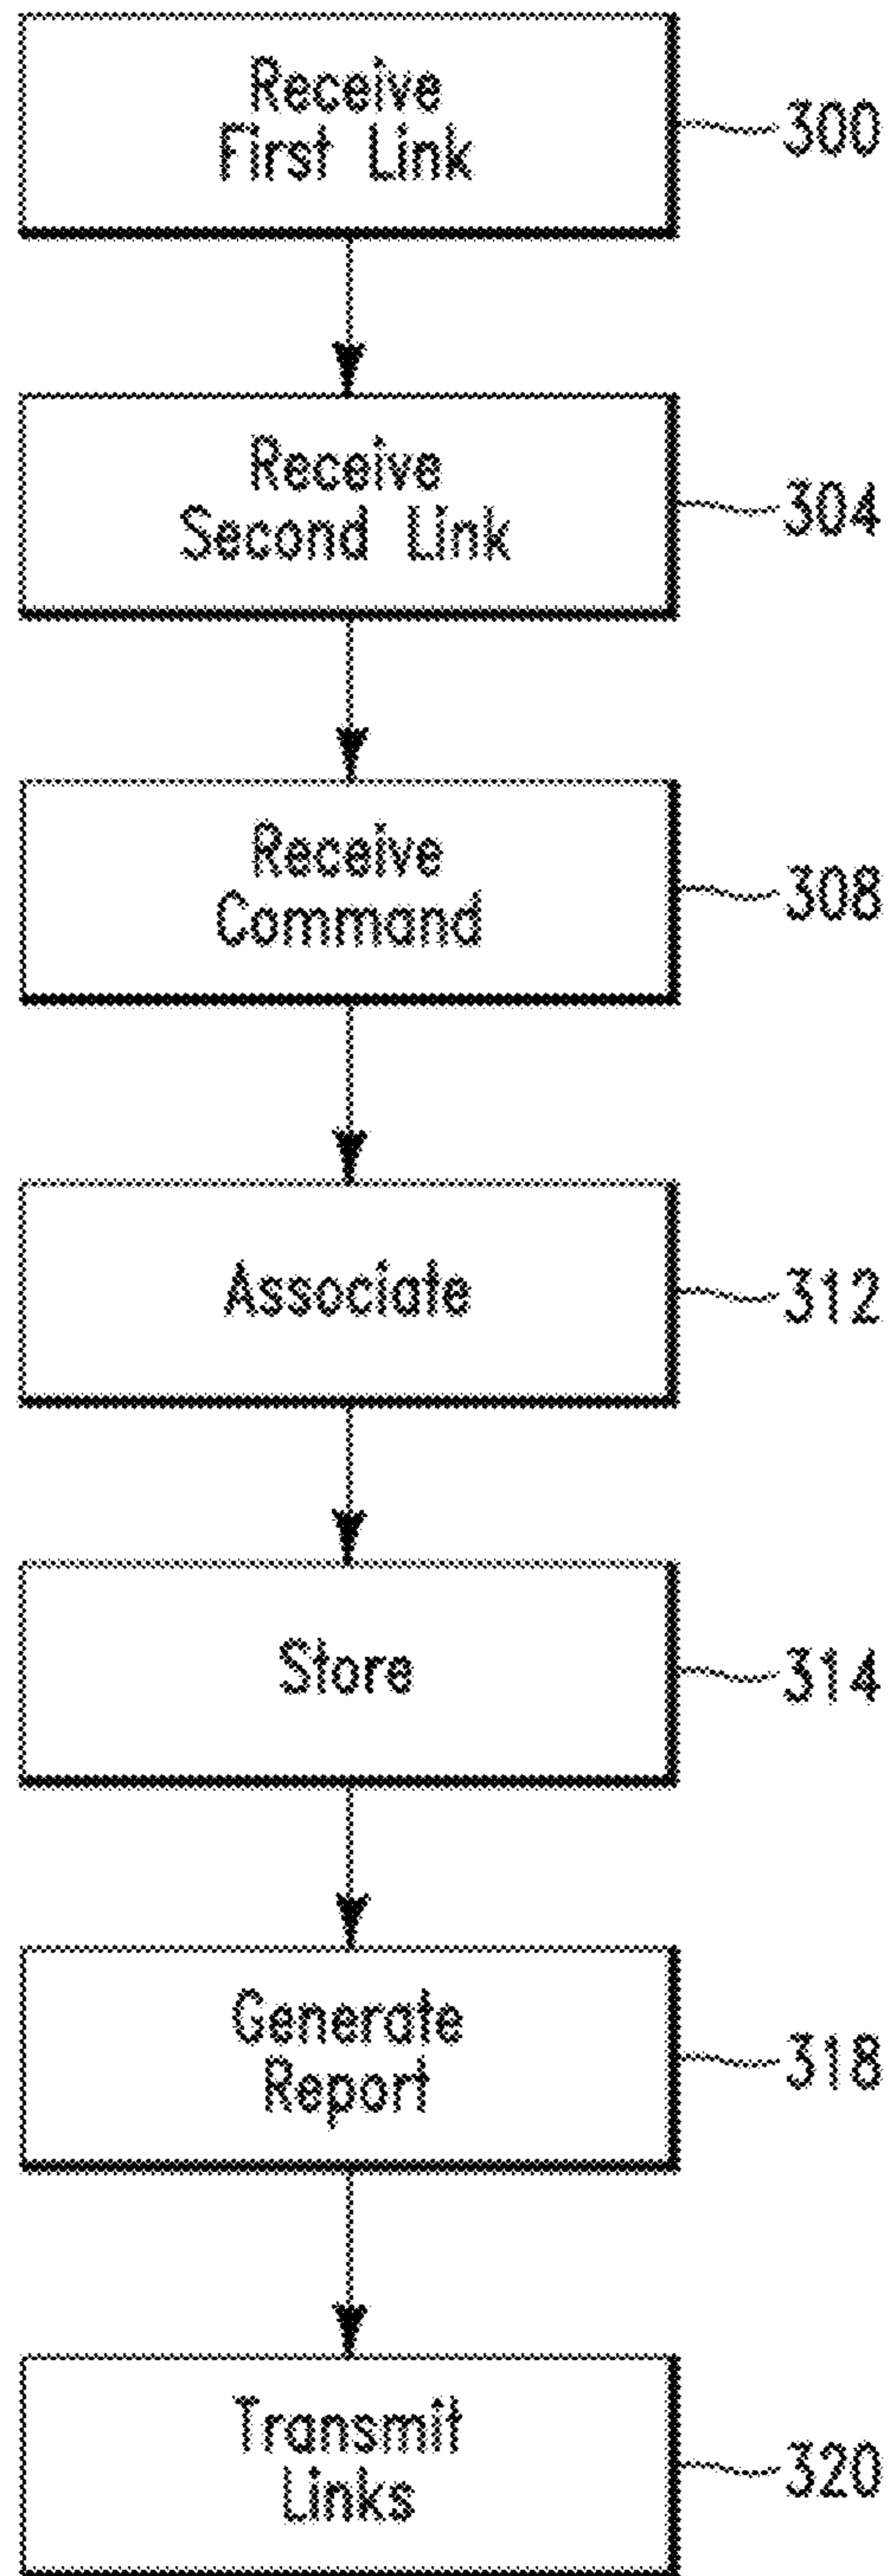 Receive
First Link
300
Receive
Second Link
304
Receive
Command
308
Associate
312
Store
314
Generate
Report
318
Transmit
Links
320